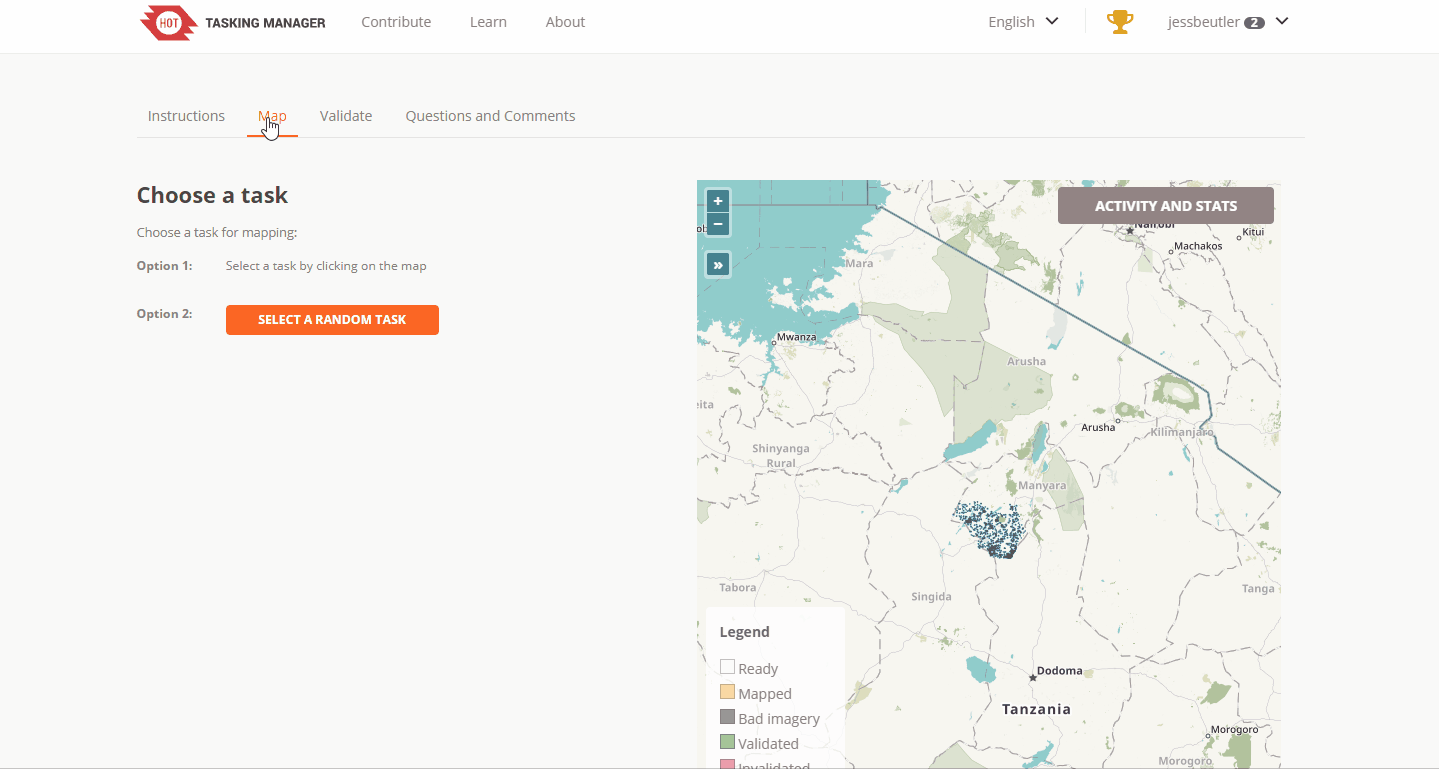 HOT TASKING MANAGER Contribute Learn About English jessbeutler 2
Instructions Map Validate Questions and Comments
Choose a task
Choose a task for mapping:
Option 1: Select a task by clicking on the map
Option 2: SELECT A RANDOM TASK
+
−
»
ACTIVITY AND STATS
Nairobi
Kitui
Machakos
Mara
Mwanza
Arusha
Arusha
Kilimanjaro
Shinyanga
Rural
Manyara
Tabora
Singida
Tanga
Dodoma
Tanzania
Morogoro
Morogoro
Legend
Ready
Mapped
Bad imagery
Validated
Invalidated